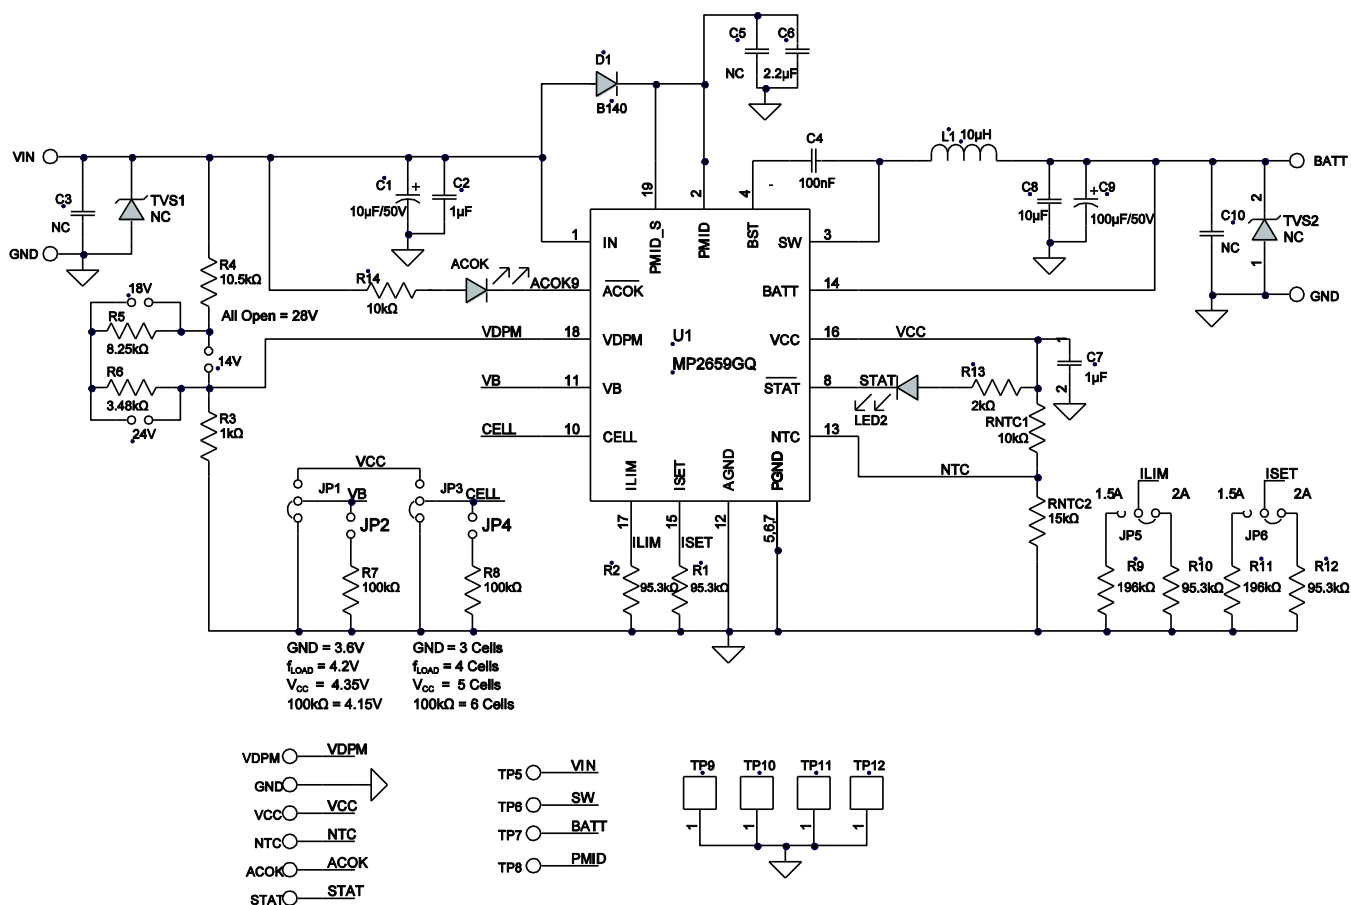 C5
NC
C6
2.2µF
D1
B140
C4
100nF
L1 10µH
VIN
BATT
C3
NC
TVS1
NC
C1
+
10µF/50V
C2
1µF
19
2
4
-
C8
10µF
+
C9
100µF/50V
C10
NC
2
TVS2
NC
1
GND
GND
1
IN
PMID_S
PMID
BST
SW
3
R4
10.5kΩ
R14
10kΩ
ACOK
ACOK9
ACOK
BATT
14
18V
R5
8.25kΩ
All Open = 28V
VDPM
18
VDPM
U1
MP2659GQ
VCC
16
VCC
1
C7
1µF
2
14V
R6
3.48kΩ
24V
R3
1kΩ
VB
11
VB
STAT
8
STAT
LED2
R13
2kΩ
RNTC1
10kΩ
CELL
10
CELL
NTC
13
NTC
ILIM
ISET
AGND
PGND
VCC
JP1
VB
JP2
JP3
CELL
JP4
17
15
12
5,6,7
ILIM
ISET
RNTC2
15kΩ
ILIM
1.5A
2A
JP5
ISET
1.5A
2A
JP6
R7
100kΩ
R8
100kΩ
R2
95.3kΩ
R1
95.3kΩ
R9
196kΩ
R10
95.3kΩ
R11
196kΩ
R12
95.3kΩ
GND = 3.6V
fLOAD = 4.2V
VCC = 4.35V
100kΩ = 4.15V
GND = 3 Cells
fLOAD = 4 Cells
VCC = 5 Cells
100kΩ = 6 Cells
VDPM
VDPM
GND
VCC
VCC
NTC
NTC
ACOK
ACOK
STAT
STAT
TP5
VIN
TP6
SW
TP7
BATT
TP8
PMID
TP9
TP10
TP11
TP12
1
1
1
1